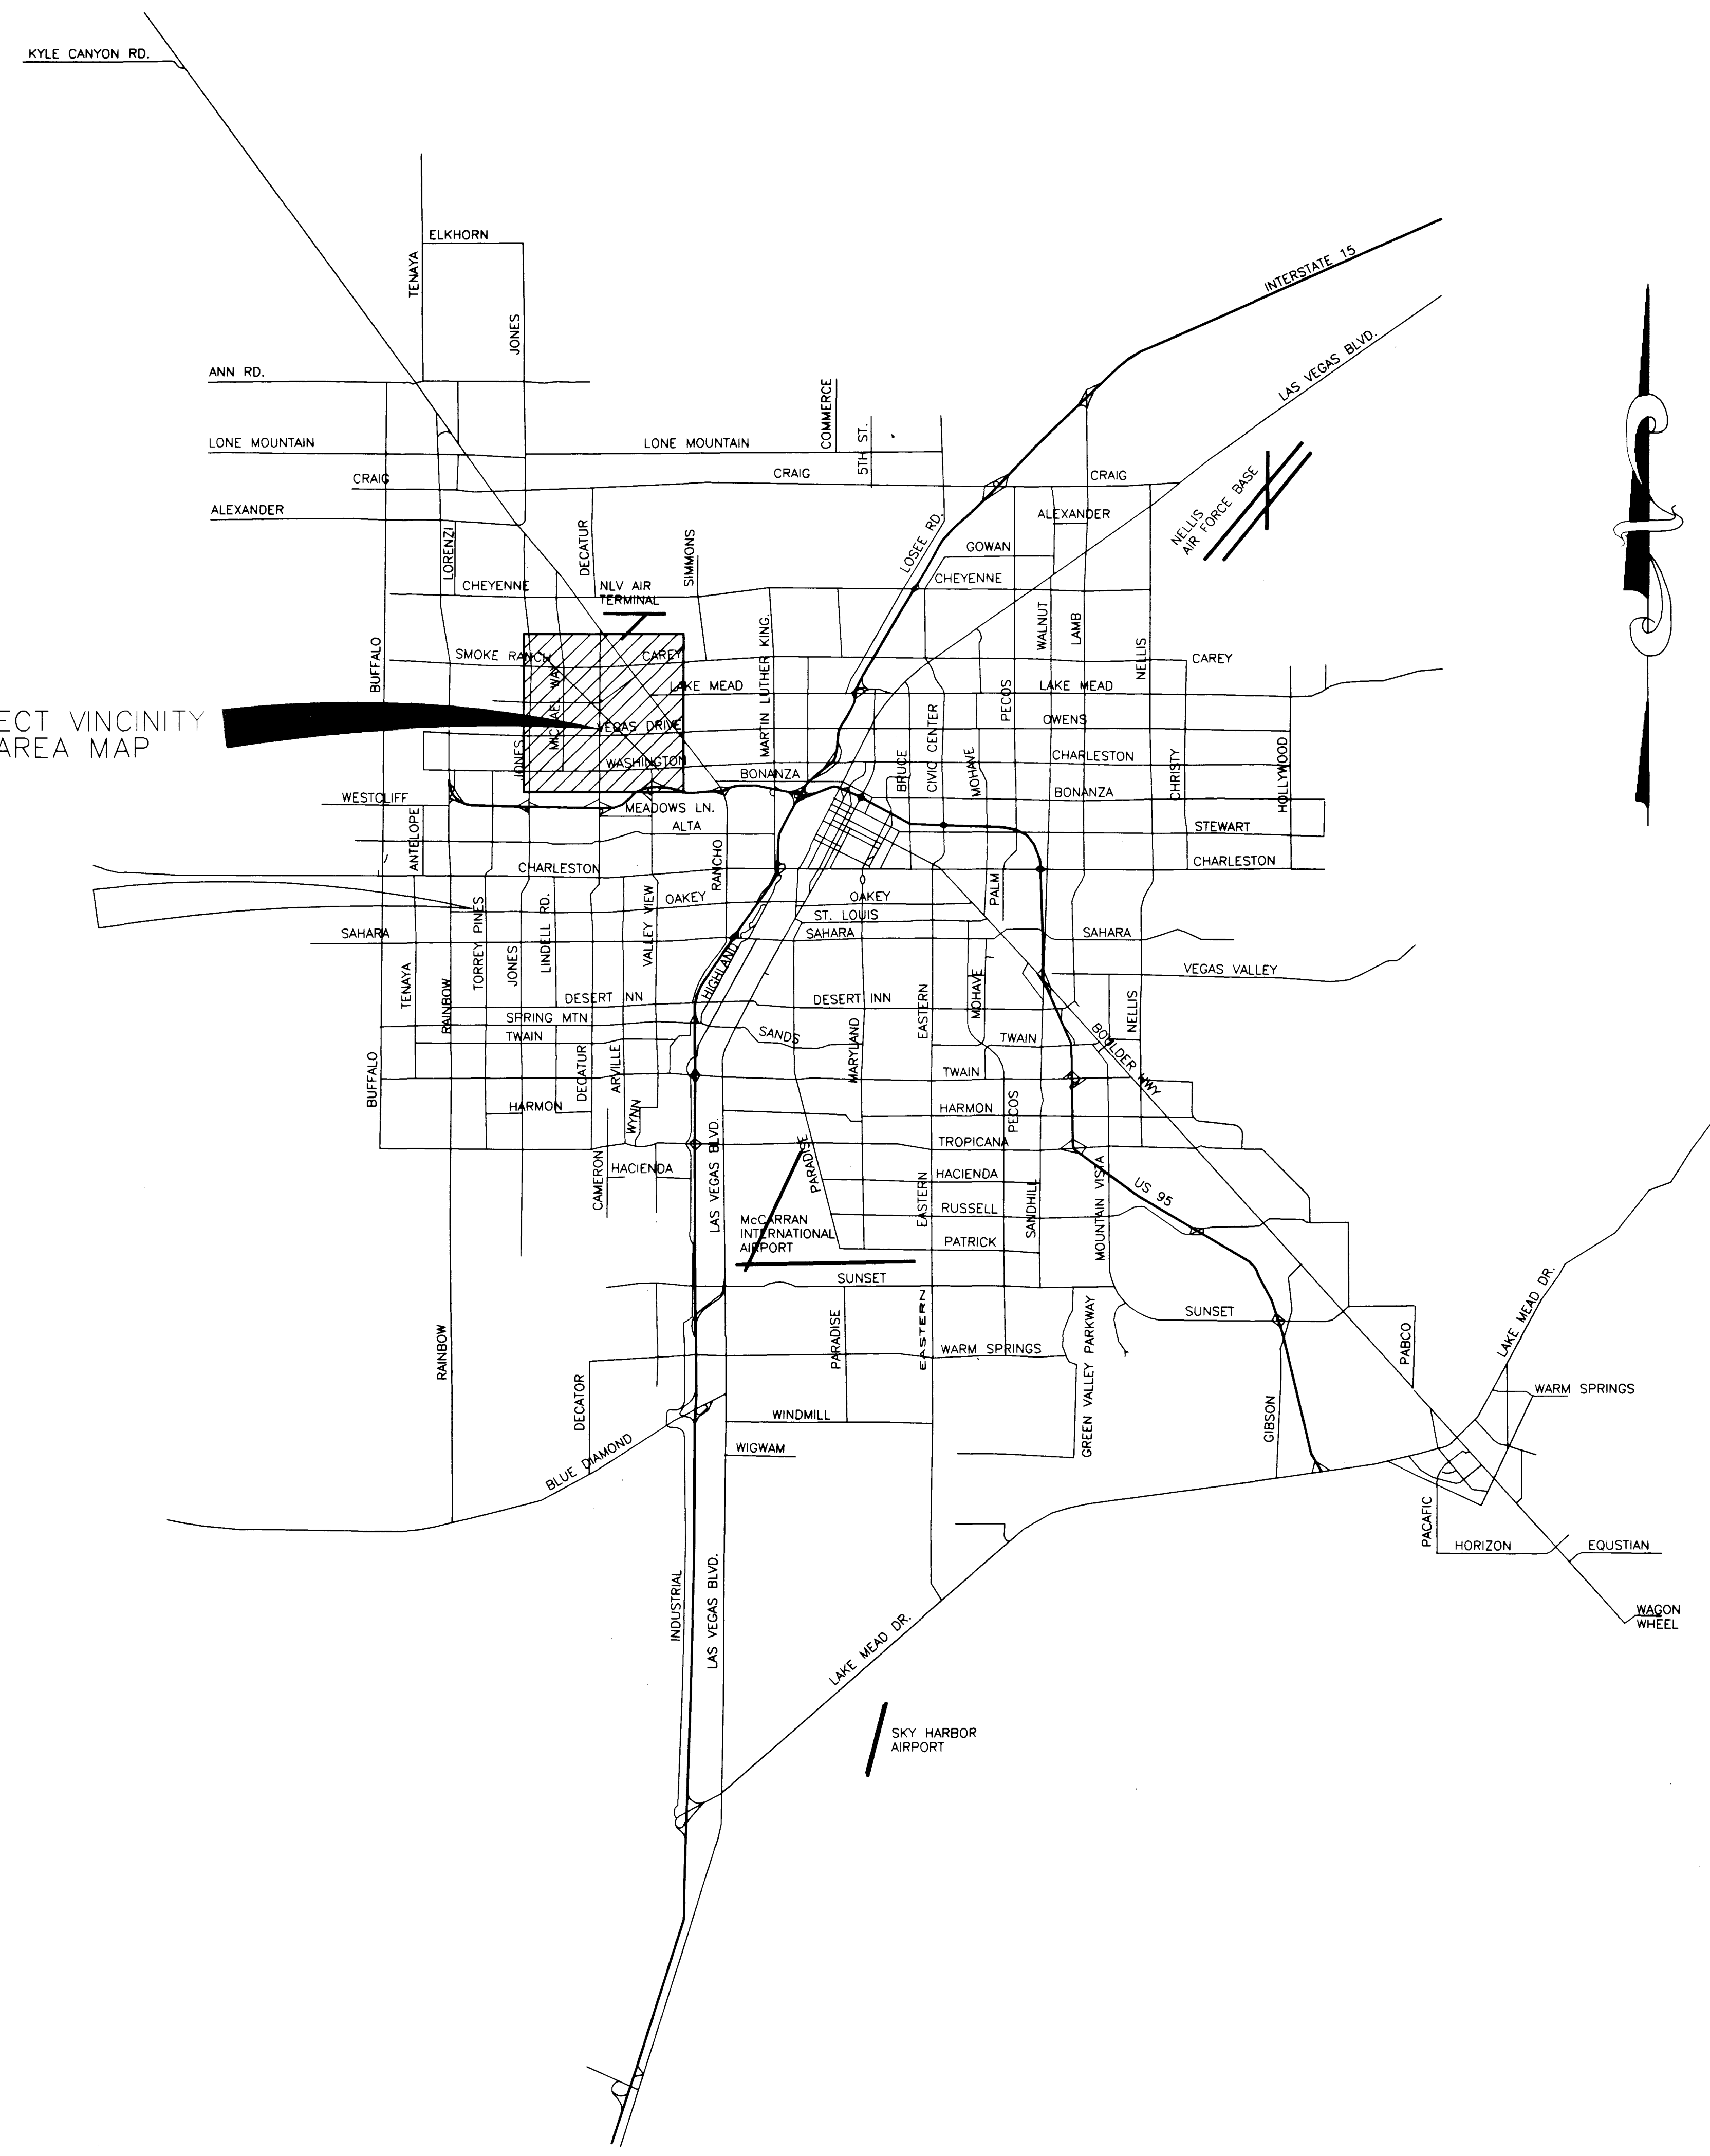 KYLE CANYON RD.
ELKHORN
TENAYA
INTERSTATE 15
JONES
LAS VEGAS BLVD.
ANN RD.
COMMERCE
5TH ST.
LONE MOUNTAIN
LONE MOUNTAIN
CRAIG
CRAIG
CRAIG
NELLIS
AIR FORCE BASE
ALEXANDER
ALEXANDER
LORENZI
DECATUR
SIMMONS
LOSEE RD.
GOWAN
CHEYENNE
CHEYENNE
NLV AIR
TERMINAL
BUFFALO
MARTIN LUTHER KING.
WALNUT
LAMB
NELLIS
SMOKE RANCH
CAREY
CAREY
MICHAEL WAY
LAKE MEAD
LAKE MEAD
PECOS
ECT VINCINITY
AREA MAP
VEGAS DRIVE
OWENS
CIVIC CENTER
JONES
WASHINGTON
BRUCE
MOHAVE
CHARLESTON
CHRISTY
HOLLYWOOD
BONANZA
BONANZA
WESTCLIFF
MEADOWS LN.
ANTELOPE
ALTA
STEWART
CHARLESTON
RANCHO
CHARLESTON
PALM
TORREY PINES
LINDELL RD.
VALLEY VIEW
OAKEY
OAKEY
ST. LOUIS
SAHARA
SAHARA
SAHARA
JONES
HIGHLAND
TENAYA
RAINBOW
VEGAS VALLEY
DESERT INN
DESERT INN
EASTERN
MOHAVE
NELLIS
SPRING MTN
TWAIN
SANDS
TWAIN
MARYLAND
BOULDER HWY
BUFFALO
DECATUR
ARVILLE
TWAIN
HARMON
WYNN
HARMON
PECOS
TROPICANA
LAS VEGAS BLVD.
PARADISE
CAMERON
HACIENDA
HACIENDA
EASTERN
SANDHILL
MOUNTAIN VISTA
US 95
RUSSELL
McCARRAN
INTERNATIONAL
AIRPORT
PATRICK
SUNSET
SUNSET
LAKE MEAD DR.
RAINBOW
PARADISE
EASTERN
WARM SPRINGS
GREEN VALLEY PARKWAY
PABCO
WARM SPRINGS
DECATOR
WINDMILL
GIBSON
WIGWAM
BLUE DIAMOND
PACAFIC
HORIZON
EQUSTIAN
INDUSTRIAL
LAS VEGAS BLVD.
LAKE MEAD DR.
WAGON
WHEEL
SKY HARBOR
AIRPORT